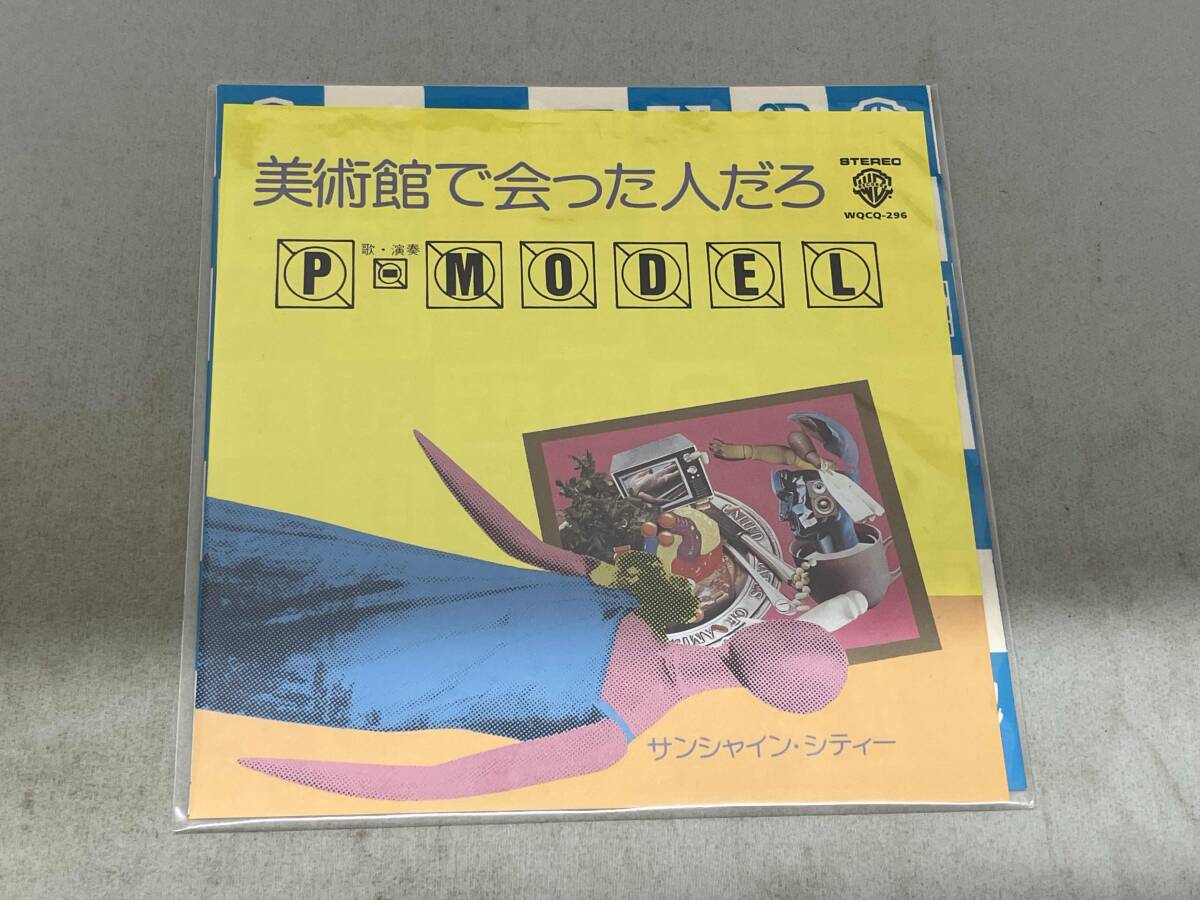 美術館で会った人だろ
STEREO
WQCQ-296
歌・演奏
P-MODEL
サンシャイン・シティー